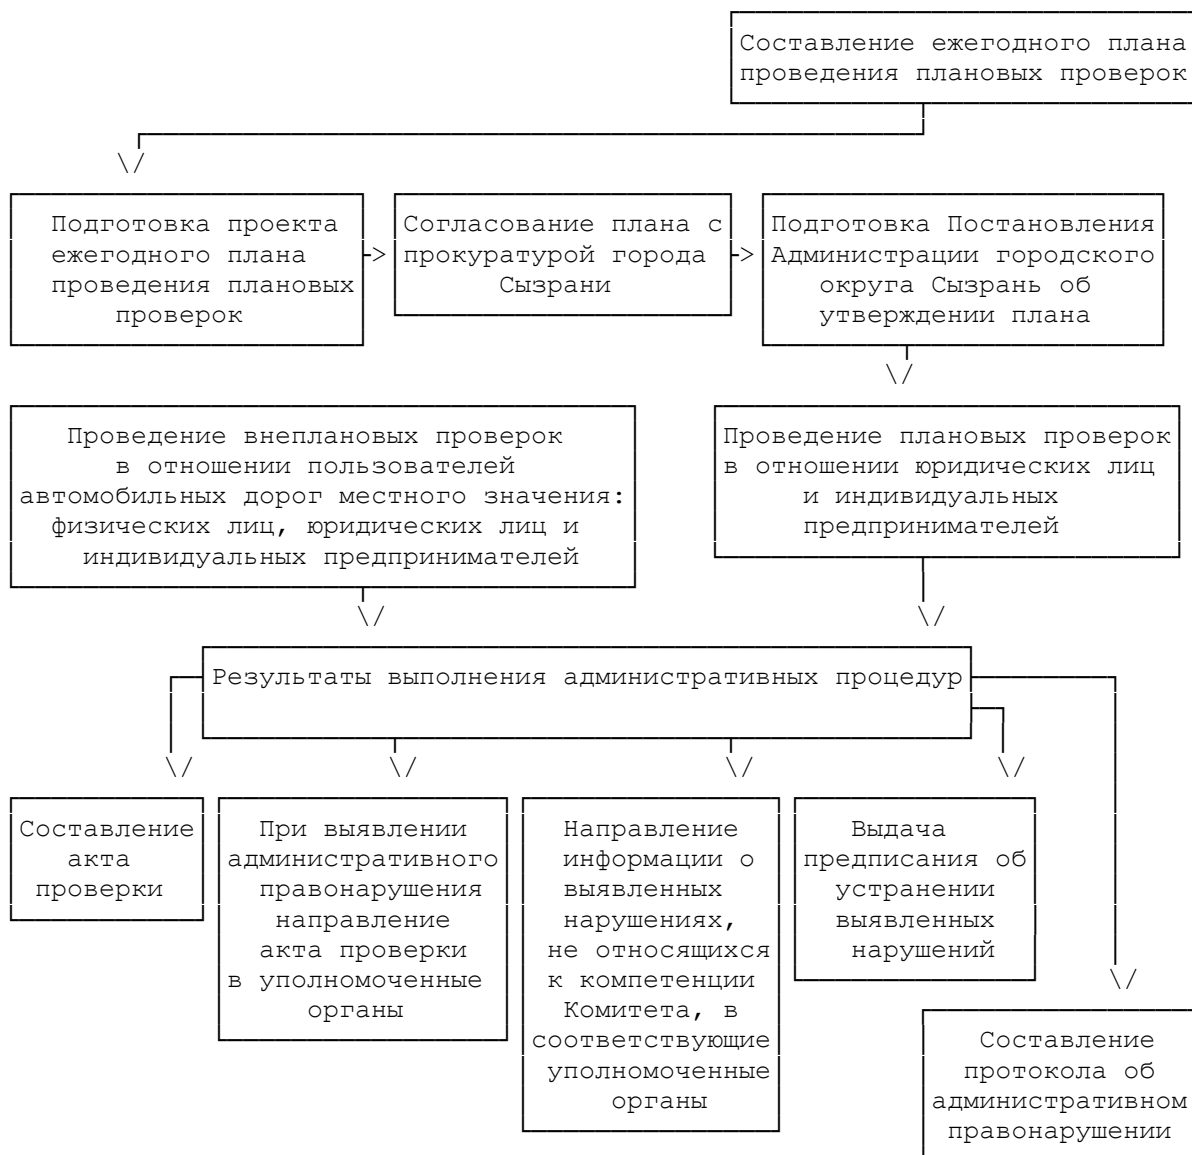 Составление ежегодного плана
проведения плановых проверок
Подготовка проекта
ежегодного плана
проведения плановых
проверок
Согласование плана с
прокуратурой города
Сызрани
Подготовка Постановления
Администрации городского
округа Сызрань об
утверждении плана
Проведение внеплановых проверок
в отношении пользователей
автомобильных дорог местного значения:
физических лиц, юридических лиц и
индивидуальных предпринимателей
Проведение плановых проверок
в отношении юридических лиц
и индивидуальных
предпринимателей
Результаты выполнения административных процедур
Составление
акта
проверки
При выявлении
административного
правонарушения
направление
акта проверки
в уполномоченные
органы
Направление
информации о
выявленных
нарушениях,
не относящихся
к компетенции
Комитета, в
соответствующие
уполномоченные
органы
Выдача
предписания об
устранении
выявленных
нарушений
Составление
протокола об
административном
правонарушении